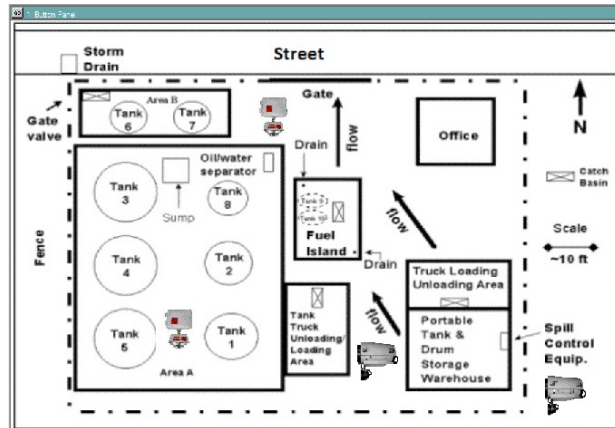 Button Pane
Street
Storm
Drain
Gate
valve
Fence
Area B
Tank
6
Tank
7
Gate
flow
Office
N
Catch
Basin
Scale
~10 ft
Oil/water
separator
Tank
3
Sump
Tank
8
Tank
4
Tank
2
Tank
5
Tank
1
Area A
Drain
Tank 9
Fuel
Island
Drain
flow
flow
Tank
Truck
Unloading/
Loading
Area
Truck Loading
Unloading Area
Portable
Tank &
Drum
Storage
Warehouse
Spill
Control
Equip.